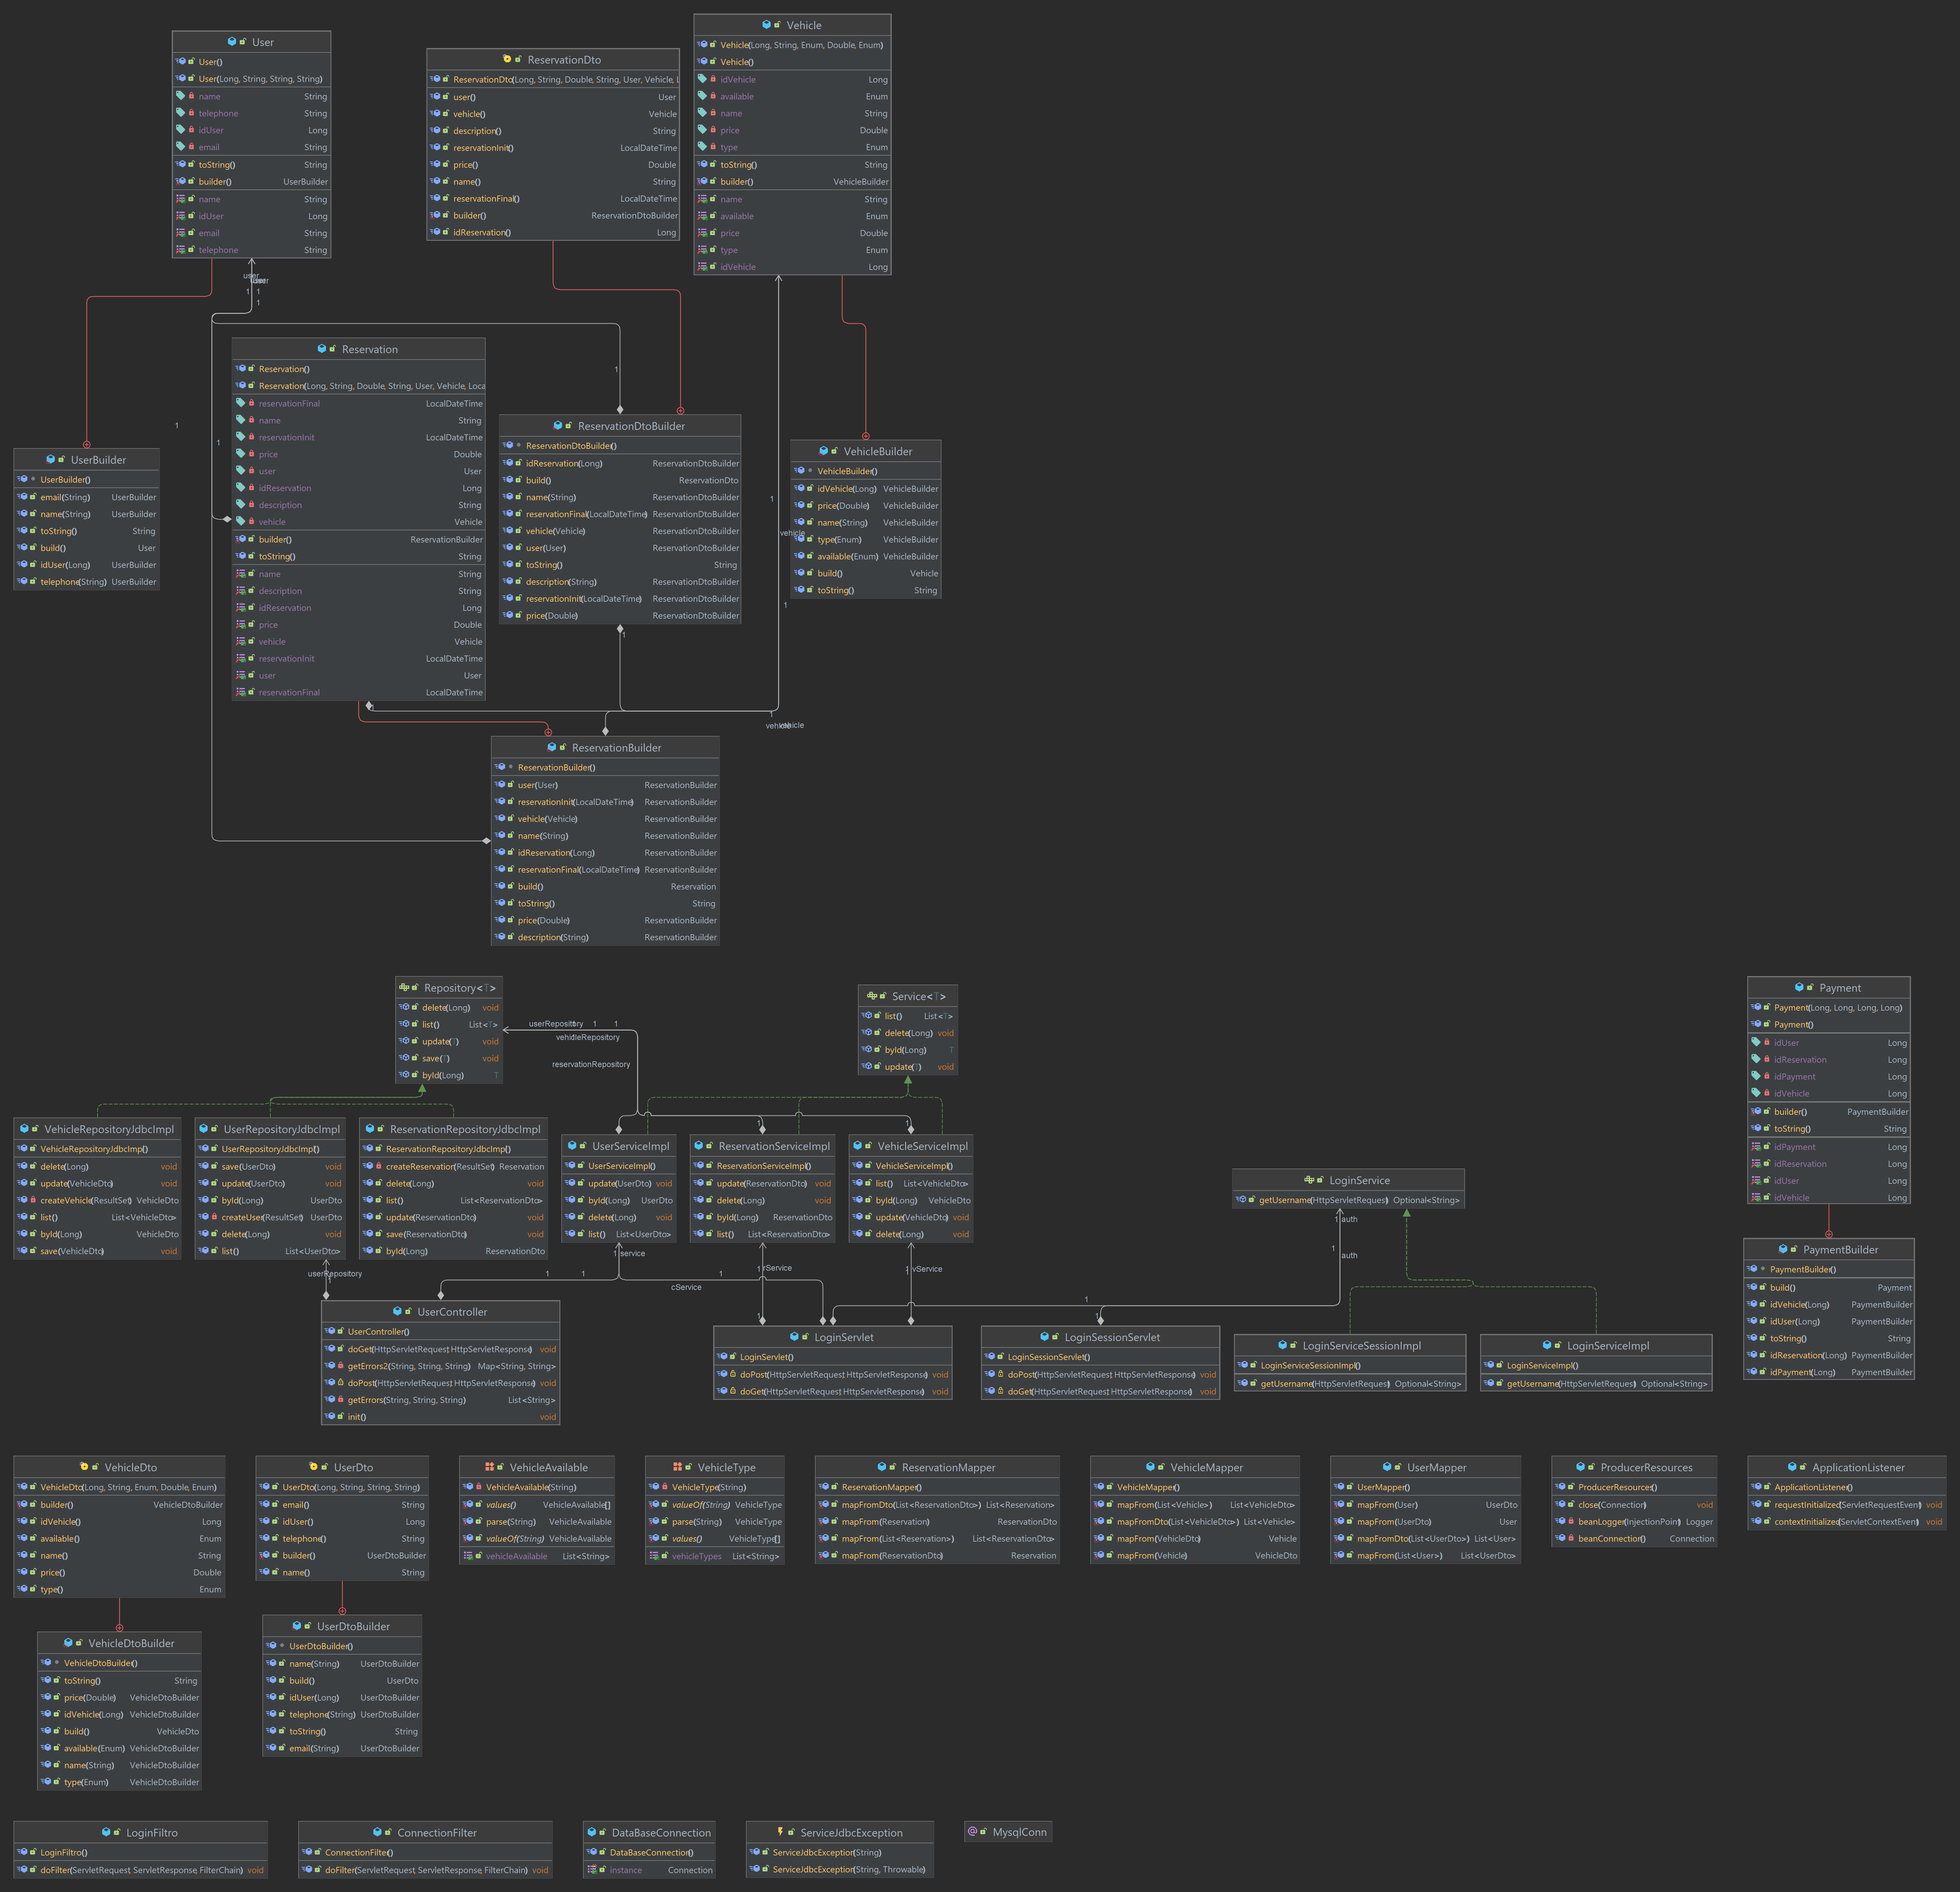 User
User()
User(Long, String, String, String)
name String
telephone String
idUser Long
email String
toString() String
builder() UserBuilder
name String
idUser Long
email String
telephone String
ReservationDto
ReservationDto(Long, String, Double, String, User, Vehicle, L
user() User
vehicle() Vehicle
description() String
reservationInit() LocalDateTime
price() Double
name() String
reservationFinal() LocalDateTime
builder() ReservationDtoBuilder
idReservation() Long
Vehicle
Vehicle(Long, String, Enum, Double, Enum)
Vehicle()
idVehicle Long
available Enum
name String
price Double
type Enum
toString() String
builder() VehicleBuilder
name String
available Enum
price Double
type Enum
idVehicle Long
user
user
1
1
1
Reservation
Reservation()
Reservation(Long, String, Double, String, User, Vehicle, Loca
reservationFinal LocalDateTime
name String
reservationInit LocalDateTime
price Double
user User
idReservation Long
description String
vehicle Vehicle
builder() ReservationBuilder
toString() String
name String
description String
idReservation Long
price Double
vehicle Vehicle
reservationInit LocalDateTime
user User
reservationFinal LocalDateTime
1
1
1
UserBuilder
UserBuilder()
email(String) UserBuilder
name(String) UserBuilder
toString() String
build() User
idUser(Long) UserBuilder
telephone(String) UserBuilder
ReservationDtoBuilder
ReservationDtoBuilder()
idReservation(Long) ReservationDtoBuilder
build() ReservationDto
name(String) ReservationDtoBuilder
reservationFinal(LocalDateTime) ReservationDtoBuilder
vehicle(Vehicle) ReservationDtoBuilder
user(User) ReservationDtoBuilder
toString() String
description(String) ReservationDtoBuilder
reservationInit(LocalDateTime) ReservationDtoBuilder
price(Double) ReservationDtoBuilder
VehicleBuilder
VehicleBuilder()
idVehicle(Long) VehicleBuilder
price(Double) VehicleBuilder
name(String) VehicleBuilder
type(Enum) VehicleBuilder
available(Enum) VehicleBuilder
build() Vehicle
toString() String
1
vehicle
1
1
1
1
vehicle
vehicle
ReservationBuilder
ReservationBuilder()
user(User) ReservationBuilder
reservationInit(LocalDateTime) ReservationBuilder
vehicle(Vehicle) ReservationBuilder
name(String) ReservationBuilder
idReservation(Long) ReservationBuilder
reservationFinal(LocalDateTime) ReservationBuilder
build() Reservation
toString() String
price(Double) ReservationBuilder
description(String) ReservationBuilder
Repository<T>
delete(Long) void
list() List<T>
update(T) void
save(T) void
byId(Long) T
userRepository 1 1
vehicleRepository
reservationRepository
Service<T>
list() List<T>
delete(Long) void
byId(Long) T
update(T) void
Payment
Payment(Long, Long, Long, Long)
Payment()
idUser Long
idReservation Long
idPayment Long
idVehicle Long
builder() PaymentBuilder
toString() String
idPayment Long
idReservation Long
idUser Long
idVehicle Long
VehicleRepositoryJdbcImpl
VehicleRepositoryJdbcImpl()
delete(Long) void
update(VehicleDto) void
createVehicle(ResultSet) VehicleDto
list() List<VehicleDto>
byId(Long) VehicleDto
save(VehicleDto) void
UserRepositoryJdbcImpl
UserRepositoryJdbcImpl()
save(UserDto) void
update(UserDto) void
byId(Long) UserDto
createUser(ResultSet) UserDto
delete(Long) void
list() List<UserDto>
ReservationRepositoryJdbcImpl
ReservationRepositoryJdbcImpl()
createReservation(ResultSet) Reservation
delete(Long) void
list() List<ReservationDto>
update(ReservationDto) void
save(ReservationDto) void
byId(Long) ReservationDto
UserServiceImpl
UserServiceImpl()
update(UserDto) void
byId(Long) UserDto
delete(Long) void
list() List<UserDto>
1
ReservationServiceImpl
ReservationServiceImpl()
update(ReservationDto) void
delete(Long) void
byId(Long) ReservationDto
list() List<ReservationDto>
1
VehicleServiceImpl
VehicleServiceImpl()
list() List<VehicleDto>
byId(Long) VehicleDto
update(VehicleDto) void
delete(Long) void
LoginService
getUsername(HttpServletRequest) Optional<String>
1 auth
1
auth
1 service
1 rService
1 vService
userRepository
1
1 1 1
cService
1
1
1
PaymentBuilder
PaymentBuilder()
build() Payment
idVehicle(Long) PaymentBuilder
idUser(Long) PaymentBuilder
toString() String
idReservation(Long) PaymentBuilder
idPayment(Long) PaymentBuilder
UserController
UserController()
doGet(HttpServletRequest, HttpServletResponse) void
getErrors2(String, String, String) Map<String, String>
doPost(HttpServletRequest, HttpServletResponse) void
getErrors(String, String, String) List<String>
init() void
LoginServlet
LoginServlet()
doPost(HttpServletRequest, HttpServletResponse) void
doGet(HttpServletRequest, HttpServletResponse) void
LoginSessionServlet
LoginSessionServlet()
doPost(HttpServletRequest, HttpServletResponse) void
doGet(HttpServletRequest, HttpServletResponse) void
LoginServiceSessionImpl
LoginServiceSessionImpl()
getUsername(HttpServletRequest) Optional<String>
LoginServiceImpl
LoginServiceImpl()
getUsername(HttpServletRequest) Optional<String>
VehicleDto
VehicleDto(Long, String, Enum, Double, Enum)
builder() VehicleDtoBuilder
idVehicle() Long
available() Enum
name() String
price() Double
type() Enum
UserDto
UserDto(Long, String, String, String)
email() String
idUser() Long
telephone() String
builder() UserDtoBuilder
name() String
VehicleAvailable
VehicleAvailable(String)
values() VehicleAvailable[]
parse(String) VehicleAvailable
valueOf(String) VehicleAvailable
vehicleAvailable List<String>
VehicleType
VehicleType(String)
valueOf(String) VehicleType
parse(String) VehicleType
values() VehicleType[]
vehicleTypes List<String>
ReservationMapper
ReservationMapper()
mapFromDto(List<ReservationDto>) List<Reservation>
mapFrom(Reservation) ReservationDto
mapFrom(List<Reservation>) List<ReservationDto>
mapFrom(ReservationDto) Reservation
VehicleMapper
VehicleMapper()
mapFrom(List<Vehicle>) List<VehicleDto>
mapFromDto(List<VehicleDto>) List<Vehicle>
mapFrom(VehicleDto) Vehicle
mapFrom(Vehicle) VehicleDto
UserMapper
UserMapper()
mapFrom(User) UserDto
mapFrom(UserDto) User
mapFromDto(List<UserDto>) List<User>
mapFrom(List<User>) List<UserDto>
ProducerResources
ProducerResources()
close(Connection) void
beanLogger(InjectionPoint) Logger
beanConnection() Connection
ApplicationListener
ApplicationListener()
requestInitialized(ServletRequestEvent) void
contextInitialized(ServletContextEvent) void
VehicleDtoBuilder
VehicleDtoBuilder()
toString() String
price(Double) VehicleDtoBuilder
idVehicle(Long) VehicleDtoBuilder
build() VehicleDto
available(Enum) VehicleDtoBuilder
name(String) VehicleDtoBuilder
type(Enum) VehicleDtoBuilder
UserDtoBuilder
UserDtoBuilder()
name(String) UserDtoBuilder
build() UserDto
idUser(Long) UserDtoBuilder
telephone(String) UserDtoBuilder
toString() String
email(String) UserDtoBuilder
LoginFiltro
LoginFiltro()
doFilter(ServletRequest, ServletResponse, FilterChain) void
ConnectionFilter
ConnectionFilter()
doFilter(ServletRequest, ServletResponse, FilterChain) void
DataBaseConnection
DataBaseConnection()
instance Connection
ServiceJdbcException
ServiceJdbcException(String)
ServiceJdbcException(String, Throwable)
MysqlConn